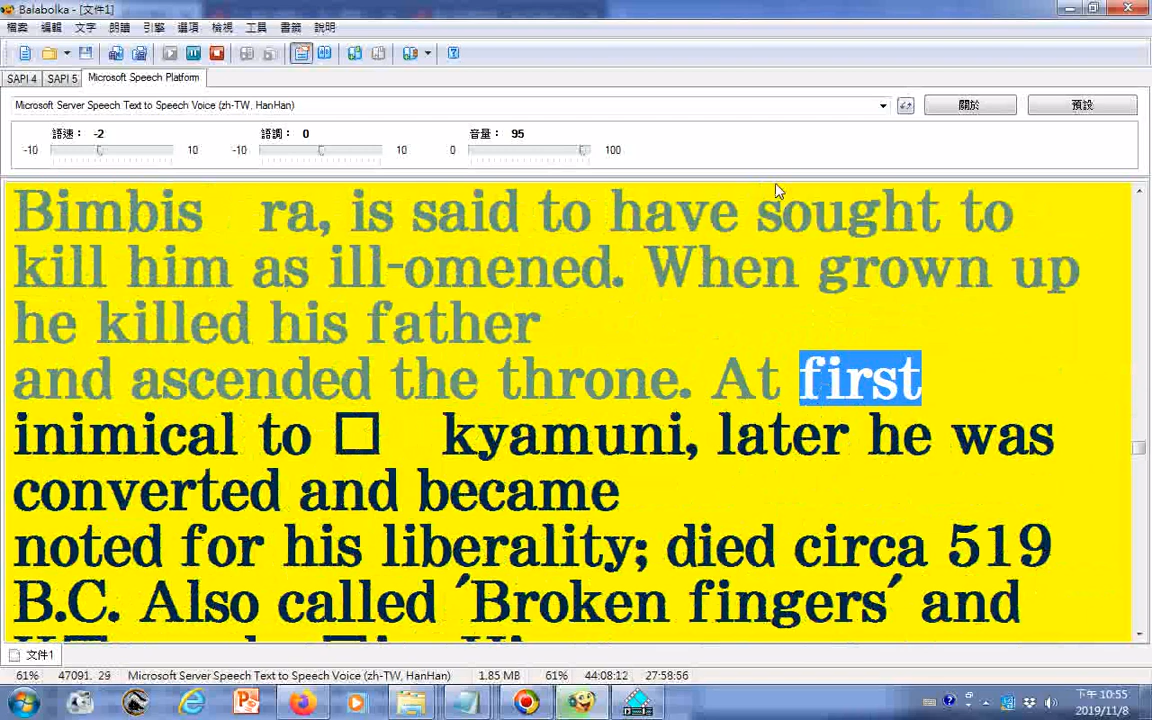 Balabolka - [文件1]
檔案 編輯 文字 朗讀 引擎 選項 檢視 工具 書籤 說明
SAPI 4 SAPI 5 Microsoft Speech Platform
Microsoft Server Speech Text to Speech Voice (zh-TW, HanHan) 關於 預設
語速： -2 語調： 0 音量： 95
-10 10 -10 10 0 100
Bimbis ra, is said to have sought to
kill him as ill-omened. When grown up
he killed his father
and ascended the throne. At first
inimical to □ kyamuni, later he was
converted and became
noted for his liberality; died circa 519
B.C. Also called ´Broken fingers´ and
文件1
61% 47091. 29 Microsoft Server Speech Text to Speech Voice (zh-TW, HanHan) 1.85 MB 61% 44:08:12 27:58:56
下午 10:55
2019/11/8